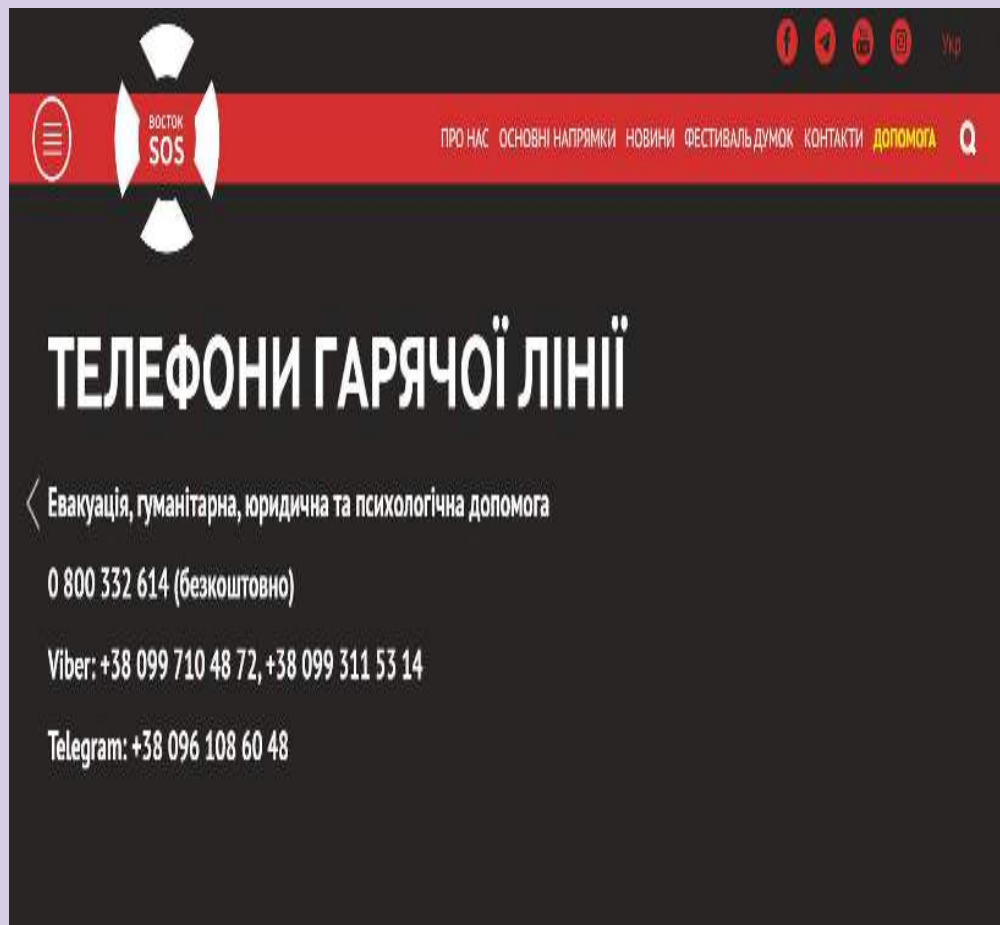 Укр
ВОСТОК
SOS
ПРО НАС ОСНОВНІ НАПРЯМКИ НОВИНИ ФЕСТИВАЛЬ ДУМОК КОНТАКТИ ДОПОМОГА
ТЕЛЕФОНИ ГАРЯЧОЇ ЛІНІЇ
Евакуація, гуманітарна, юридична та психологічна допомога
0 800 332 614 (безкоштовно)
Viber: +38 099 710 48 72, +38 099 311 53 14
Telegram: +38 096 108 60 48